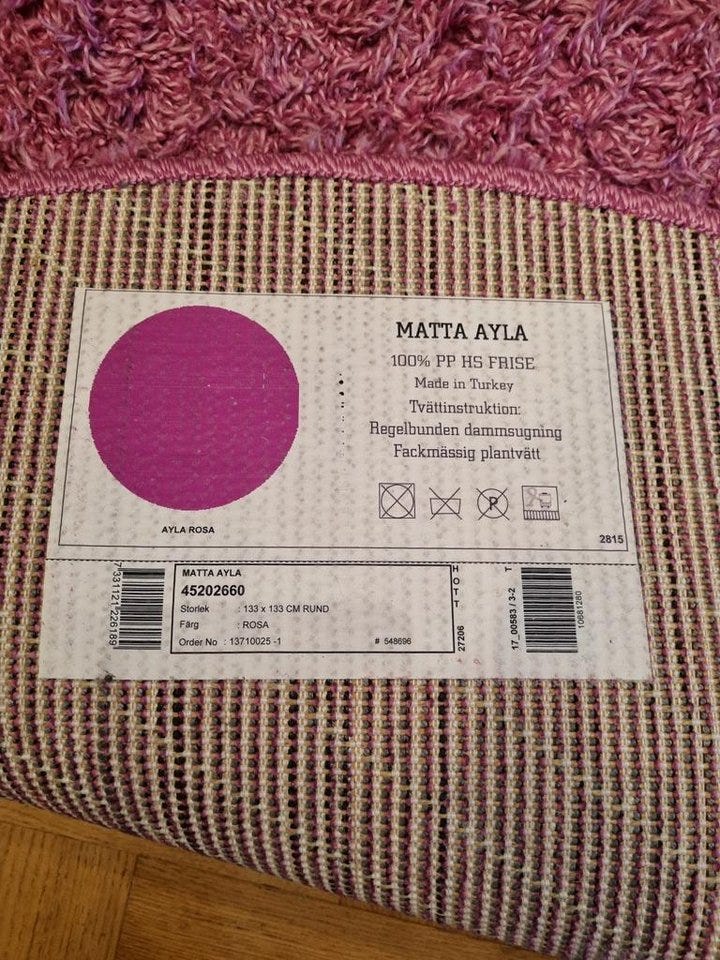 MATTA AYLA
100% PP HS FRISE
Made in Turkey
Tvättinstruktion:
Regelbunden dammsugning
Fackmässig plantvätt
P
AYLA ROSA
2815
7331121226189
MATTA AYLA
45202660
Storlek : 133 x 133 CM RUND
Färg : ROSA
Order No : 13710025 -1 # 548696
HOTT
27206
T
17_00583 / 3-2
10681280